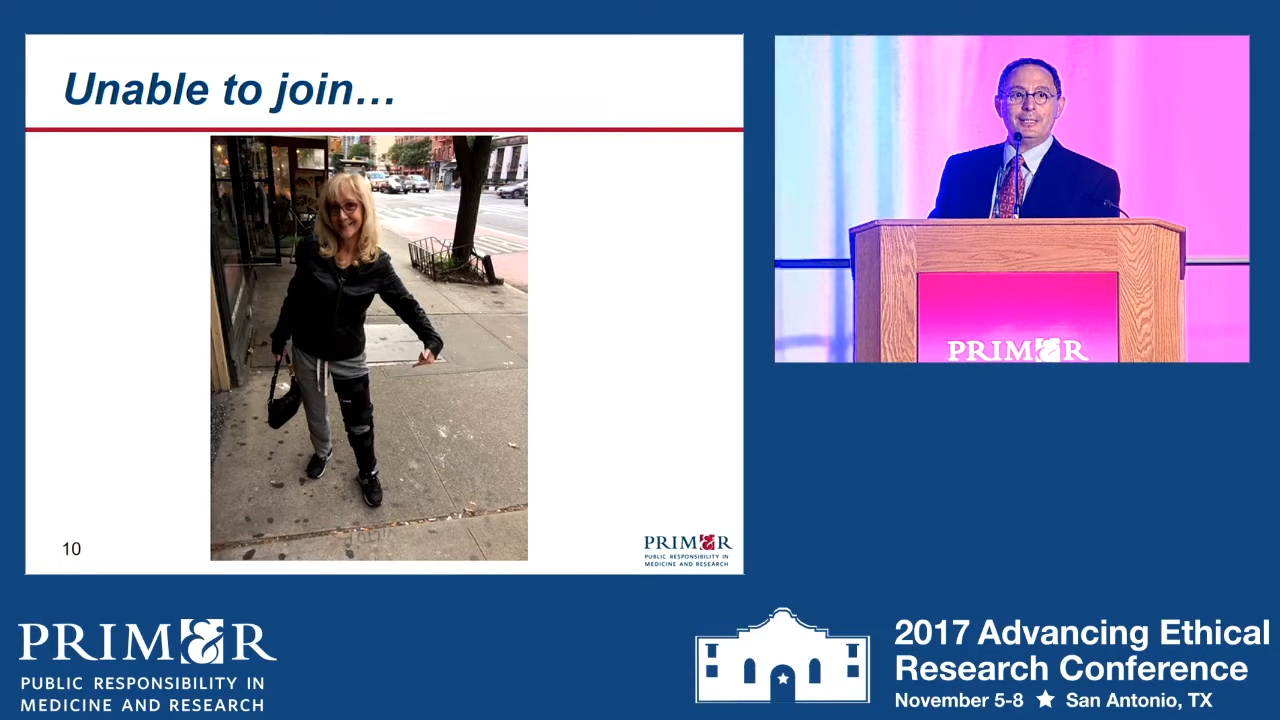 Unable to join…
10
PRIM&R
PUBLIC RESPONSIBILITY IN
MEDICINE AND RESEARCH
PRIM&R
PRIM&R
PUBLIC RESPONSIBILITY IN
MEDICINE AND RESEARCH
2017 Advancing Ethical
Research Conference
November 5-8 ★ San Antonio, TX